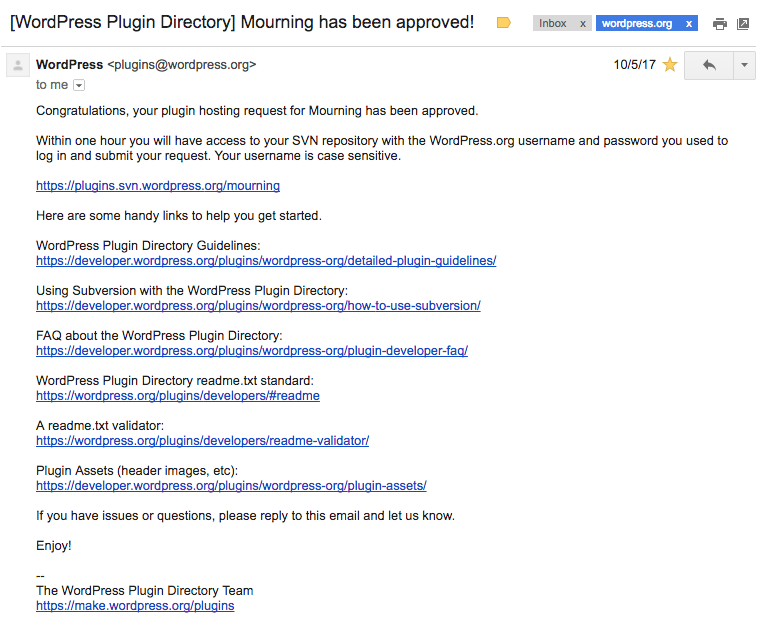 [WordPress Plugin Directory] Mourning has been approved!
Inbox x
wordpress.org x
WordPress <plugins@wordpress.org>
10/5/17
to me
Congratulations, your plugin hosting request for Mourning has been approved.
Within one hour you will have access to your SVN repository with the WordPress.org username and password you used to
log in and submit your request. Your username is case sensitive.
https://plugins.svn.wordpress.org/mourning
Here are some handy links to help you get started.
WordPress Plugin Directory Guidelines:
https://developer.wordpress.org/plugins/wordpress-org/detailed-plugin-guidelines/
Using Subversion with the WordPress Plugin Directory:
https://developer.wordpress.org/plugins/wordpress-org/how-to-use-subversion/
FAQ about the WordPress Plugin Directory:
https://developer.wordpress.org/plugins/wordpress-org/plugin-developer-faq/
WordPress Plugin Directory readme.txt standard:
https://wordpress.org/plugins/developers/#readme
A readme.txt validator:
https://wordpress.org/plugins/developers/readme-validator/
Plugin Assets (header images, etc):
https://developer.wordpress.org/plugins/wordpress-org/plugin-assets/
If you have issues or questions, please reply to this email and let us know.
Enjoy!
--
The WordPress Plugin Directory Team
https://make.wordpress.org/plugins